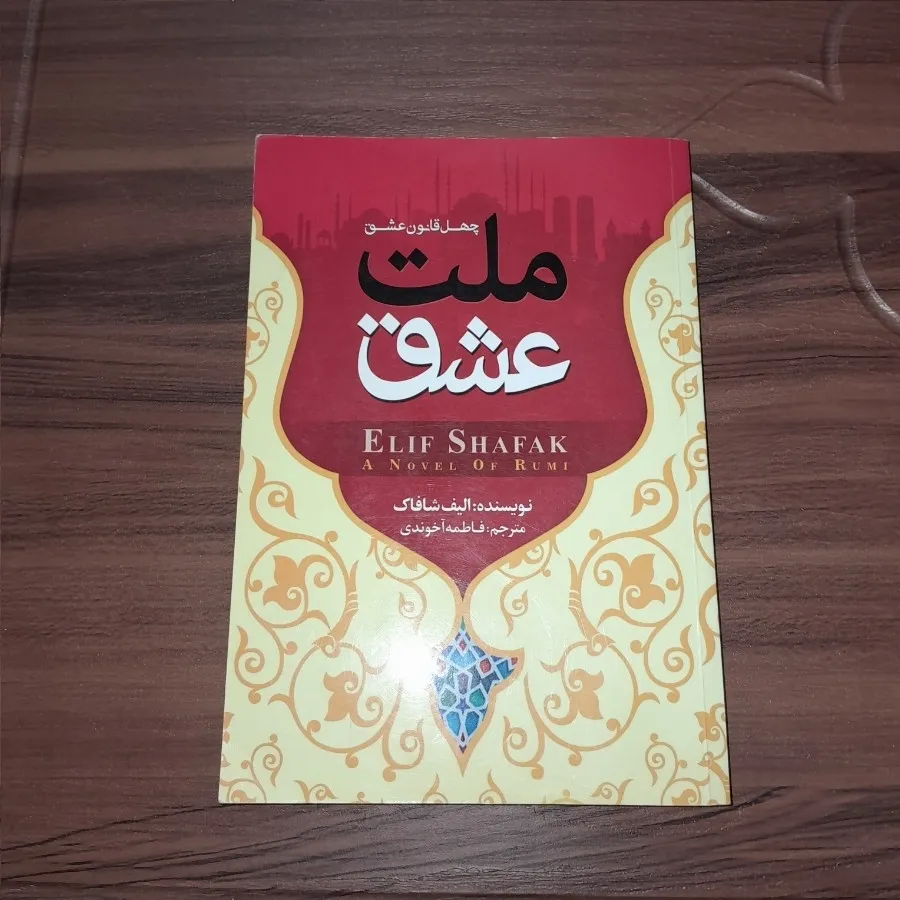 چهل قانون عشق
ملت
عشق
ELIF SHAFAK
A NOVEL OF RUMI
نویسنده: الیف شافاک
مترجم: فاطمه آخوندی